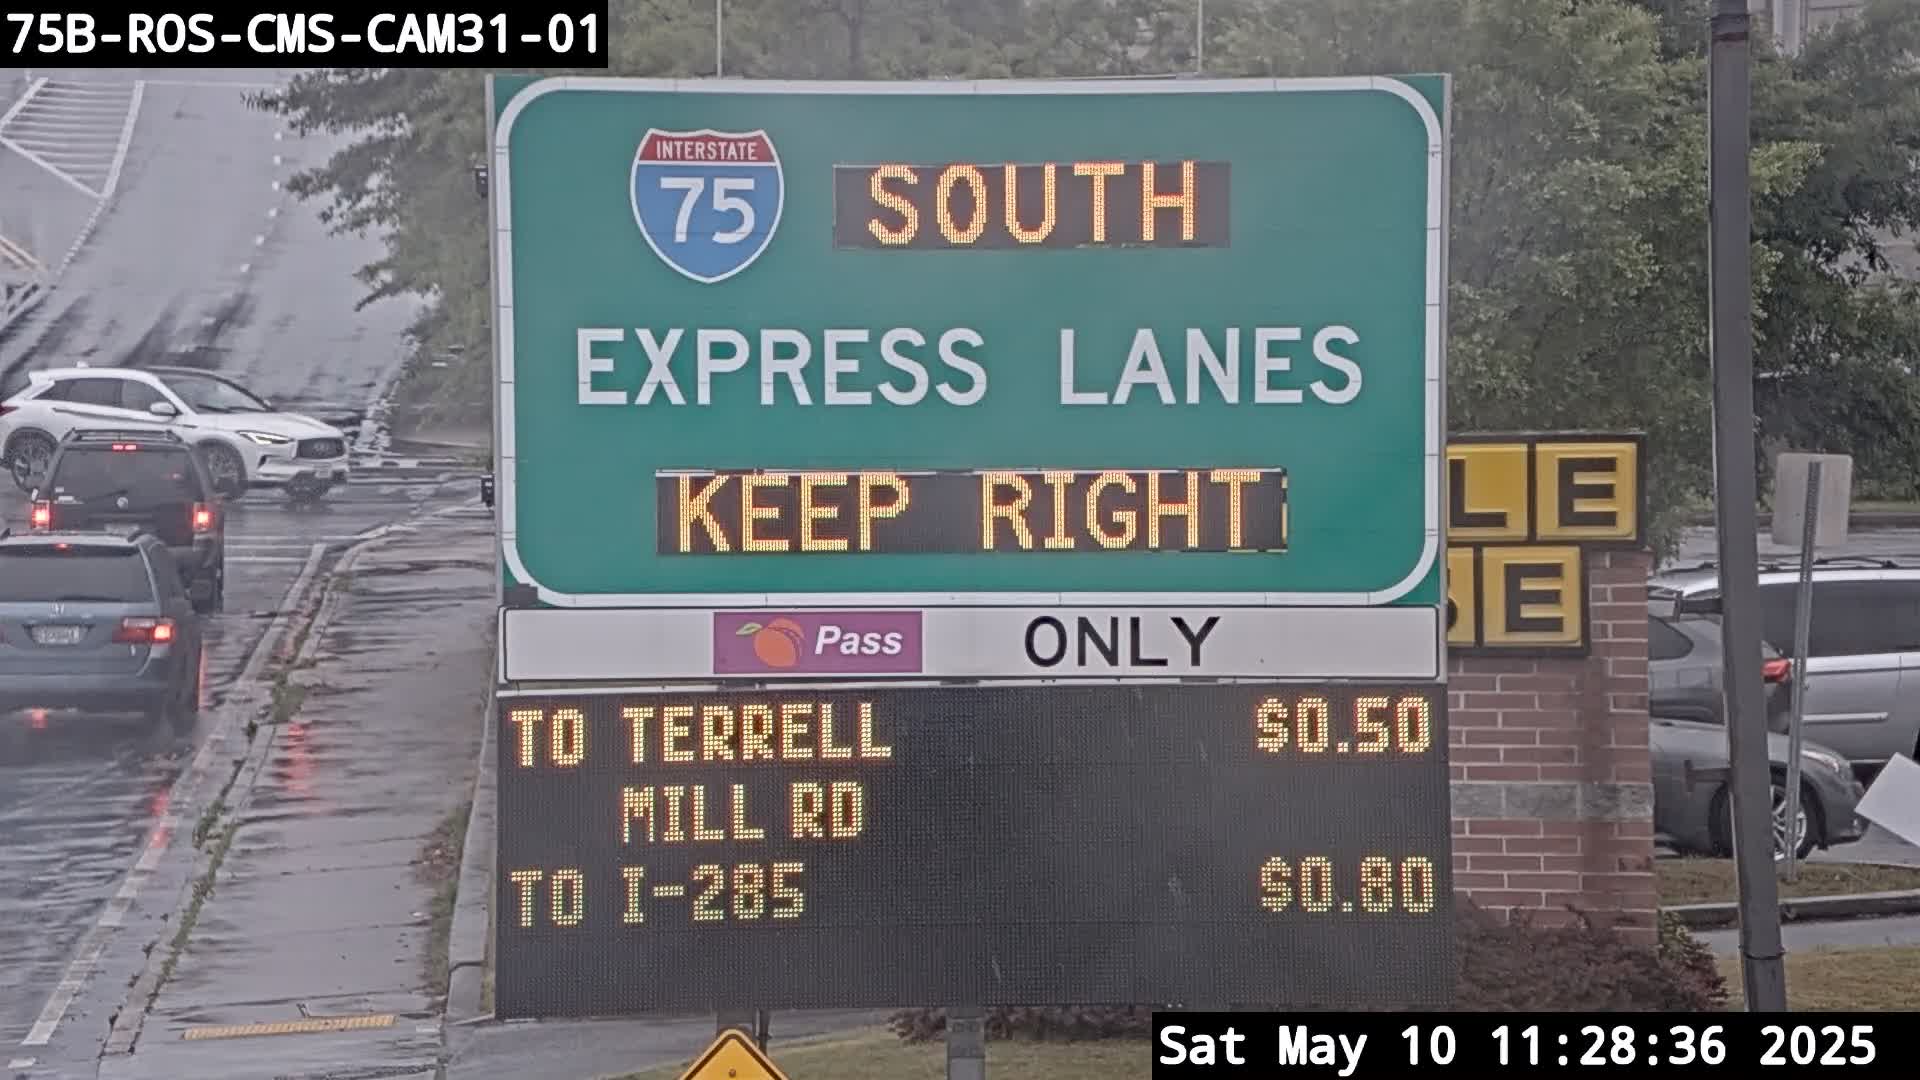 75B-ROS-CMS-CAM31-01
INTERSTATE
75
SOUTH
EXPRESS LANES
KEEP RIGHT
Pass ONLY
TO TERRELL $0.50
MILL RD
TO I-285 $0.80
LE
E
Sat May 10 11:28:36 2025